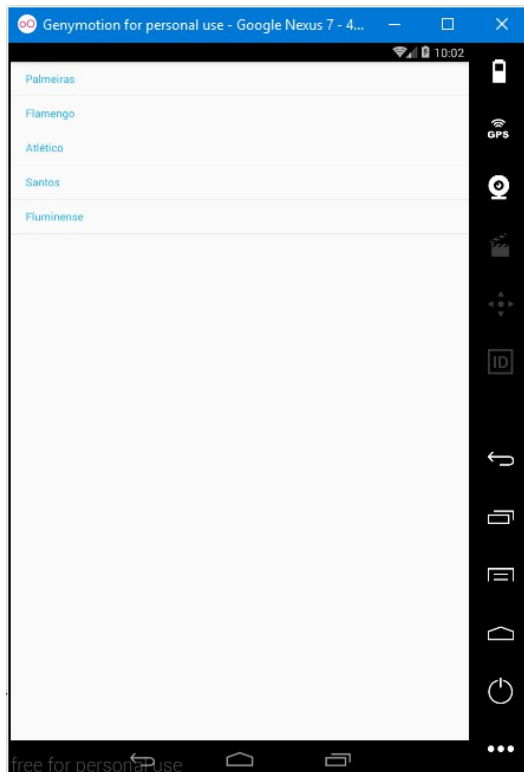 Genymotion for personal use - Google Nexus 7 - 4...
10:02
Palmeiras
GPS
Flamengo
Atlético
Santos
Fluminense
ID
free for personal use